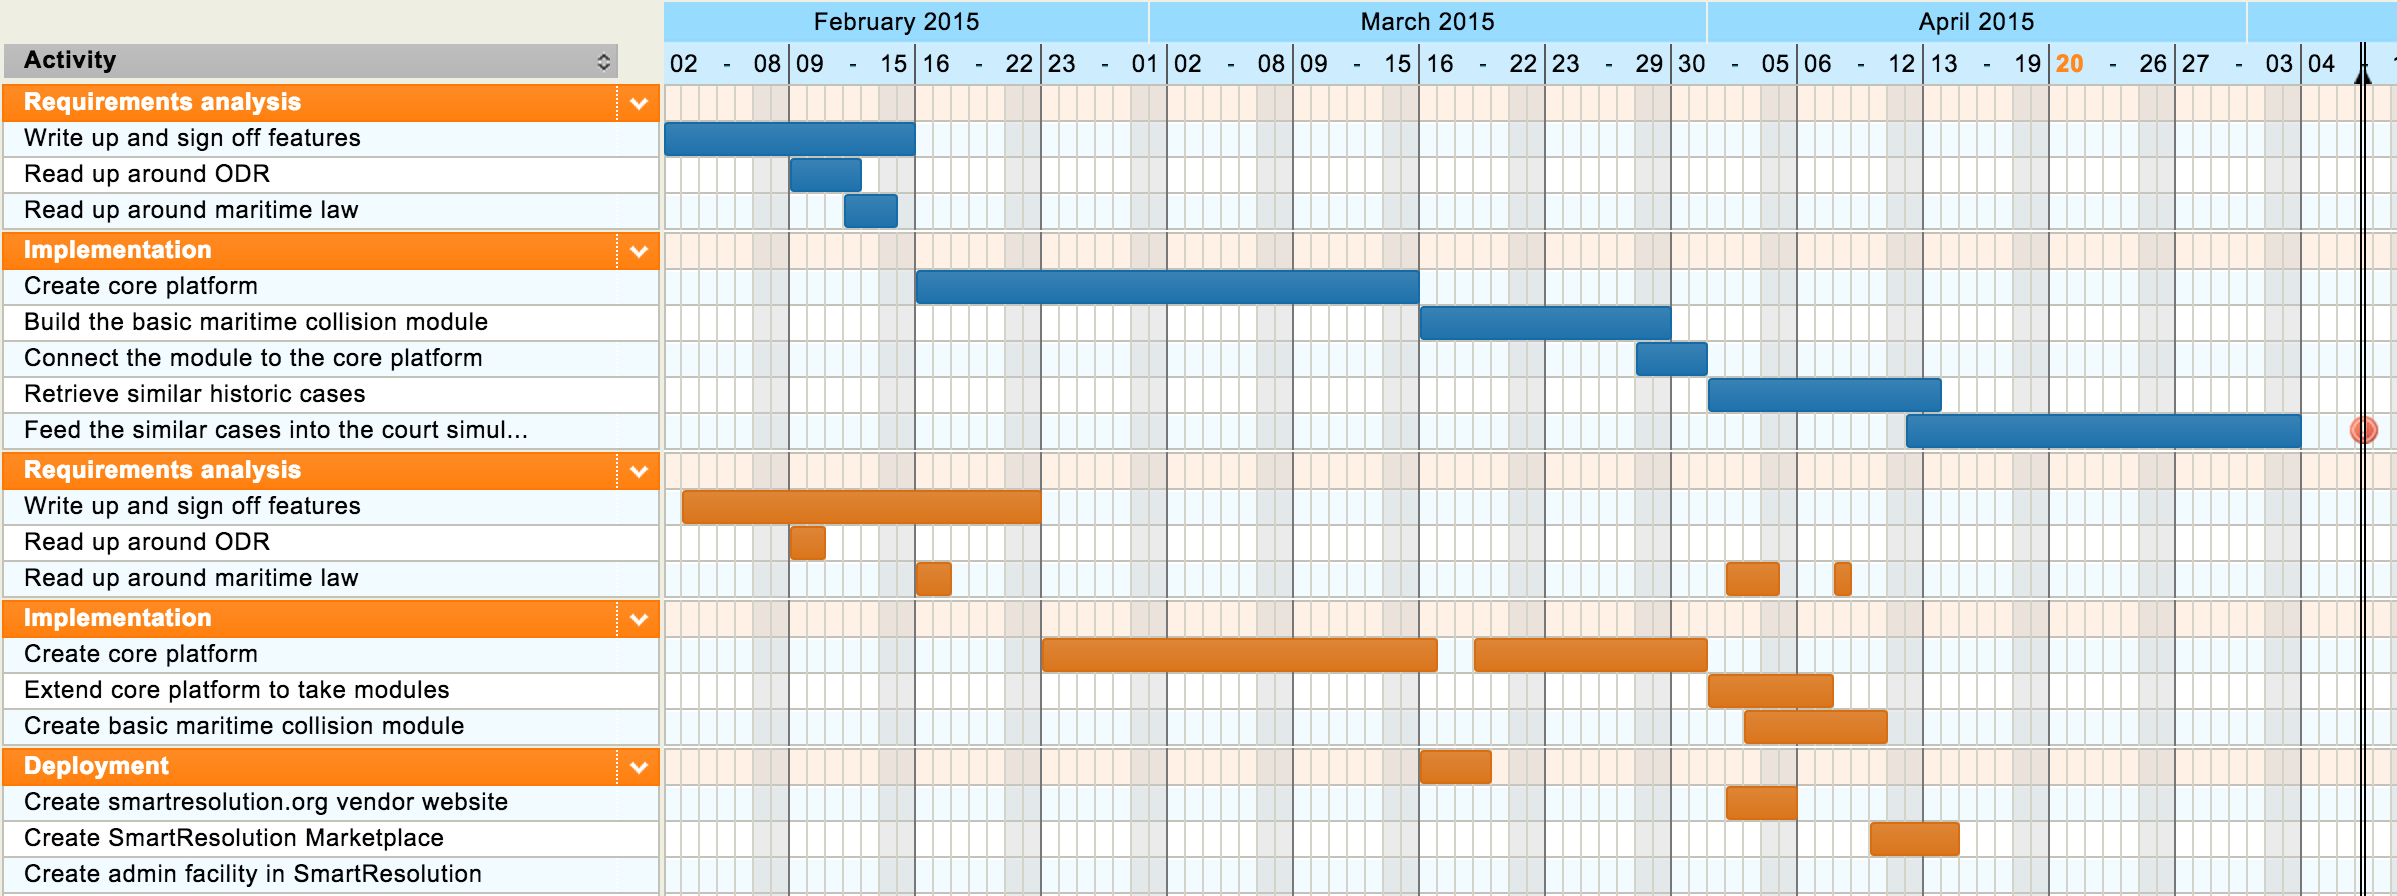 February 2015 March 2015 April 2015
Activity
02 - 08 09 - 15 16 - 22 23 - 01 02 - 08 09 - 15 16 - 22 23 - 29 30 - 05 06 - 12 13 - 19 20 - 26 27 - 03 04 -
Requirements analysis
Write up and sign off features
Read up around ODR
Read up around maritime law
Implementation
Create core platform
Build the basic maritime collision module
Connect the module to the core platform
Retrieve similar historic cases
Feed the similar cases into the court simul...
Requirements analysis
Write up and sign off features
Read up around ODR
Read up around maritime law
Implementation
Create core platform
Extend core platform to take modules
Create basic maritime collision module
Deployment
Create smartresolution.org vendor website
Create SmartResolution Marketplace
Create admin facility in SmartResolution